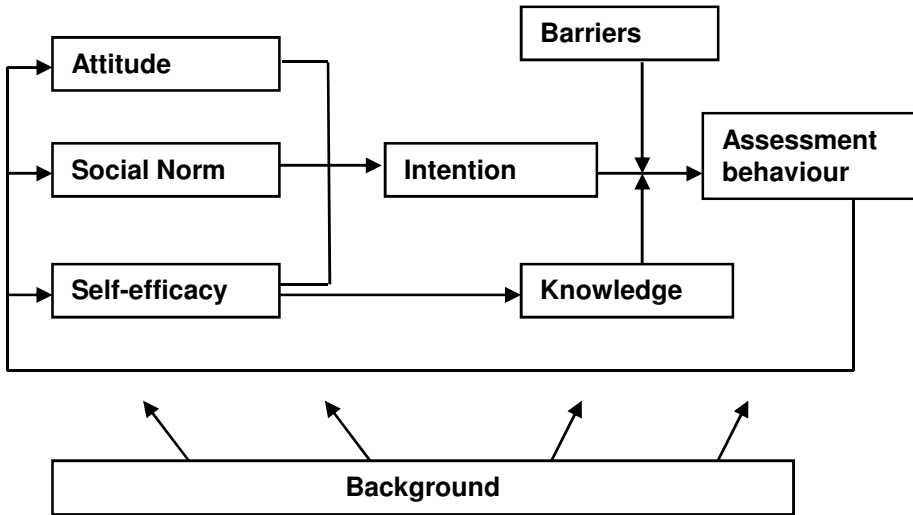 Barriers
Attitude
Assessment
behaviour
Social Norm
Intention
Self-efficacy
Knowledge
Background